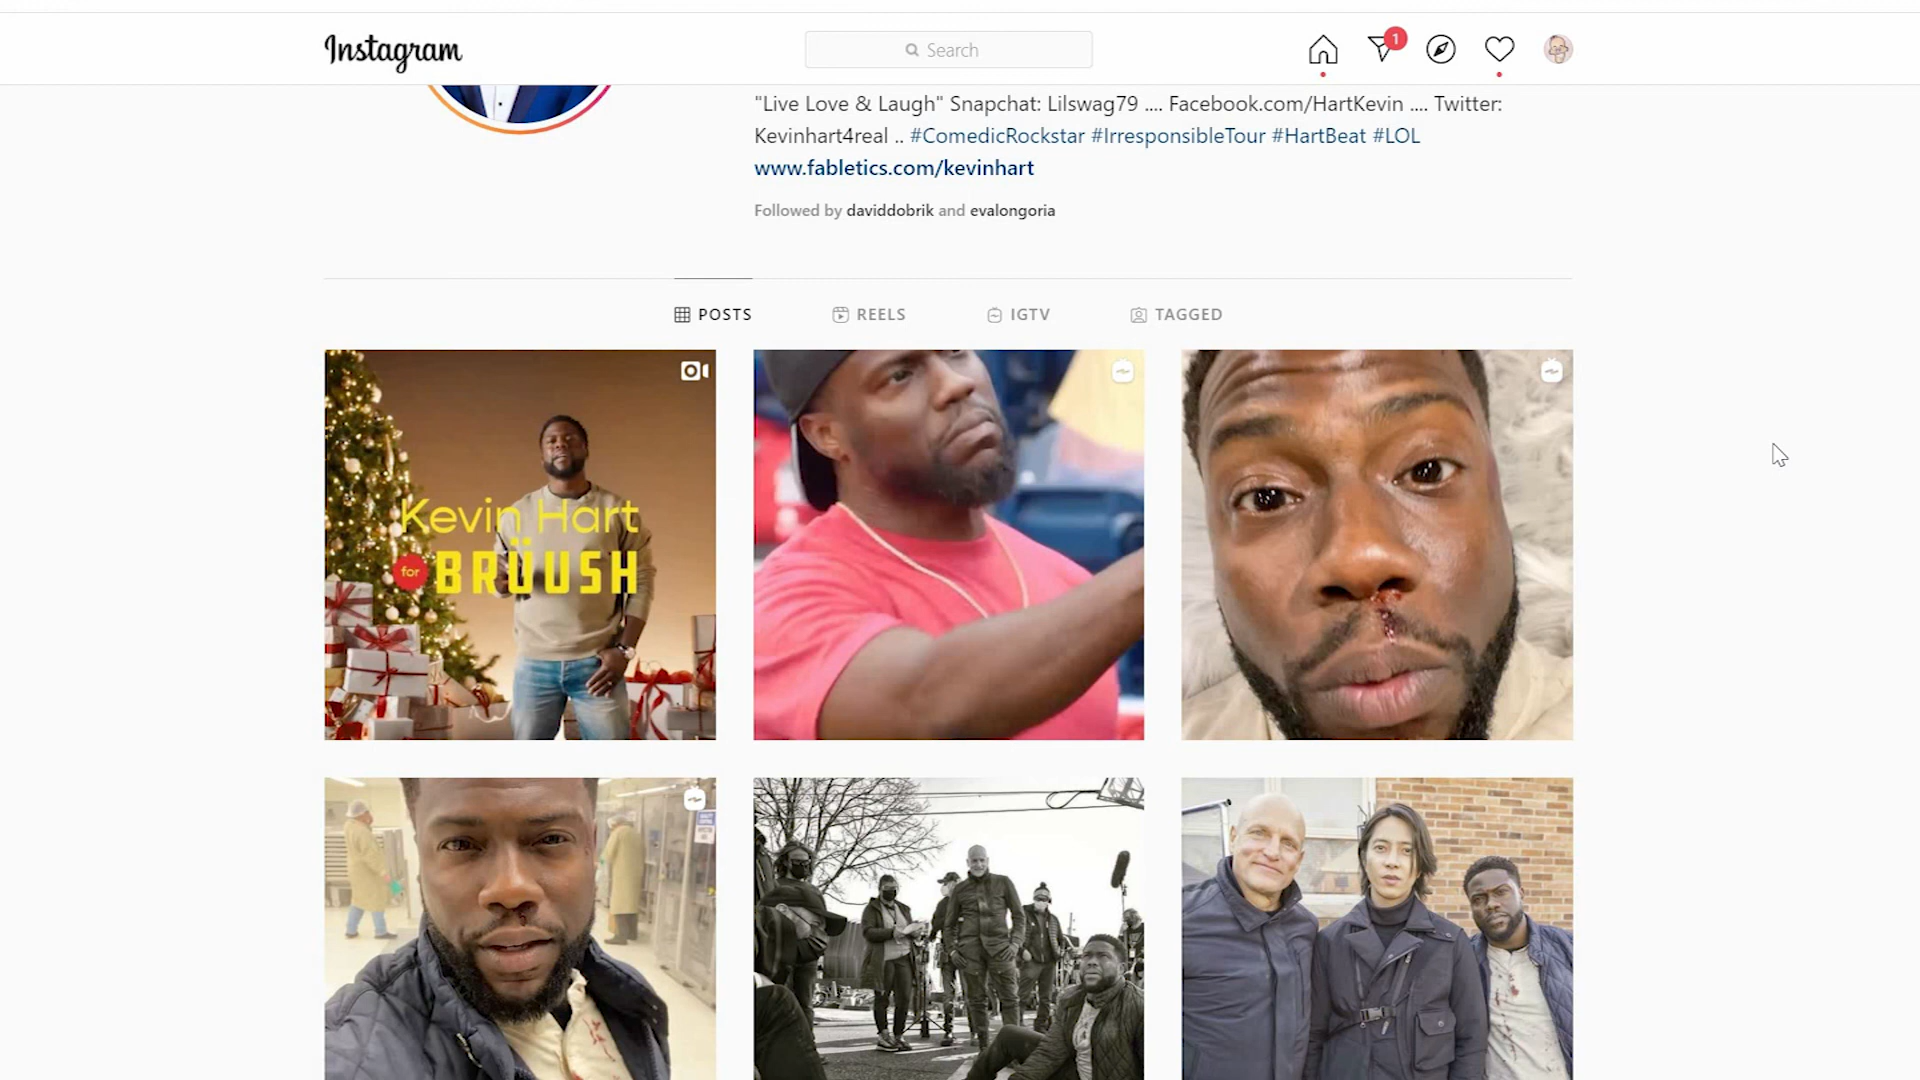 Instagram
Search
1
"Live Love & Laugh" Snapchat: Lilswag79 .... Facebook.com/HartKevin .... Twitter:
Kevinhart4real .. #ComedicRockstar #IrresponsibleTour #HartBeat #LOL
www.fabletics.com/kevinhart
Followed by daviddobrik and evalongoria
POSTS
REELS
IGTV
TAGGED
Kevin Hart
for BRÜUSH